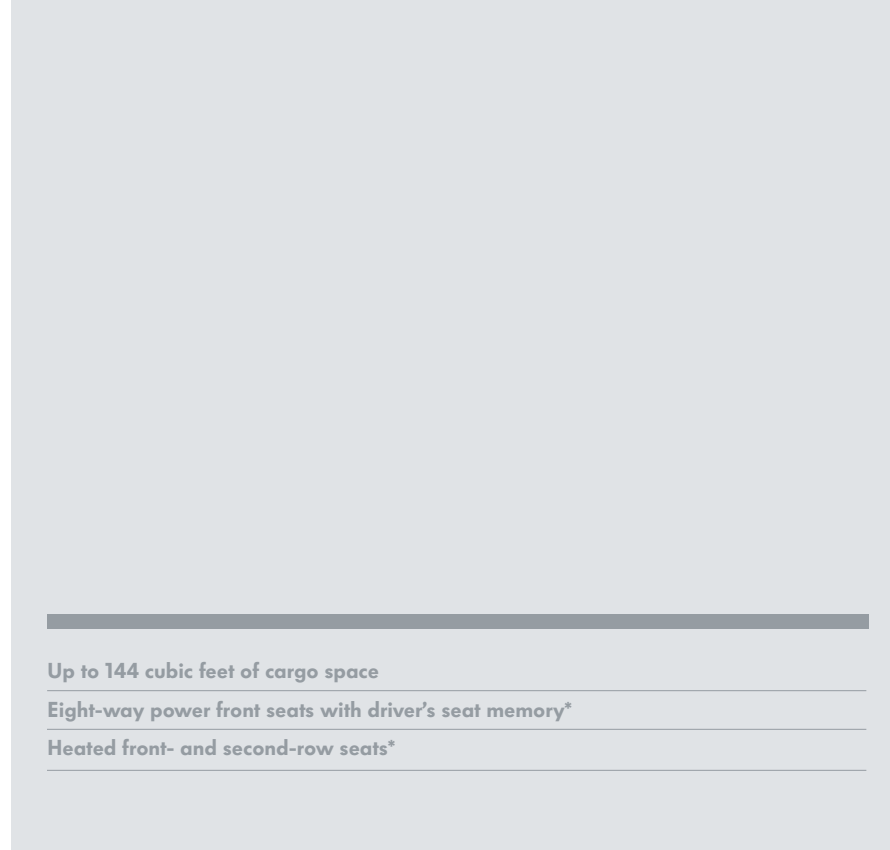 Up to 144 cubic feet of cargo space
Eight-way power front seats with driver’s seat memory*
Heated front- and second-row seats*